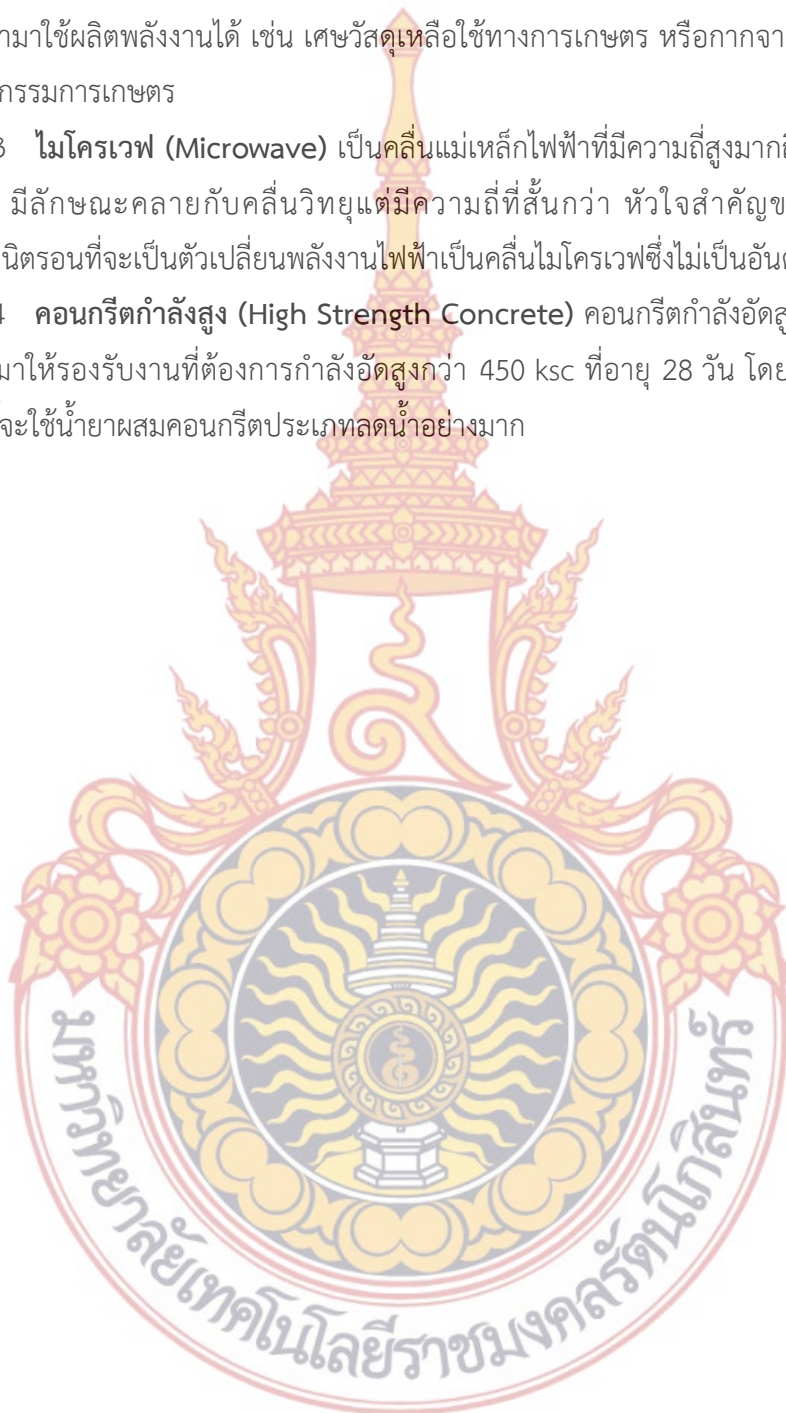 ามาใช้ผลิตพลังงานได้ เช่น เศษวัสดุเหลือใช้ทางการเกษตร หรือกากจา
กรรมการเกษตร
3 ไมโครเวฟ (Microwave) เป็นคลื่นแม่เหล็กไฟฟ้าที่มีความถี่สูงมาก
มีลักษณะคลายกับคลื่นวิทยุแต่มีความถี่ที่สั้นกว่า หัวใจสำคัญข
นิตรอนที่จะเป็นตัวเปลี่ยนพลังงานไฟฟ้าเป็นคลื่นไมโครเวฟซึ่งไม่เป็นอัน
4 คอนกรีตกำลังสูง (High Strength Concrete) คอนกรีตกำลังอัดสู
มาให้รองรับงานที่ต้องการกำลังอัดสูงกว่า 450 ksc ที่อายุ 28 วัน โดย
จะใช้น้ำยาผสมคอนกรีตประเภทลดน้ำอย่างมาก
มหาวิทยาลัยเทคโนโลยีราชมงคลรัตนโกสินทร์